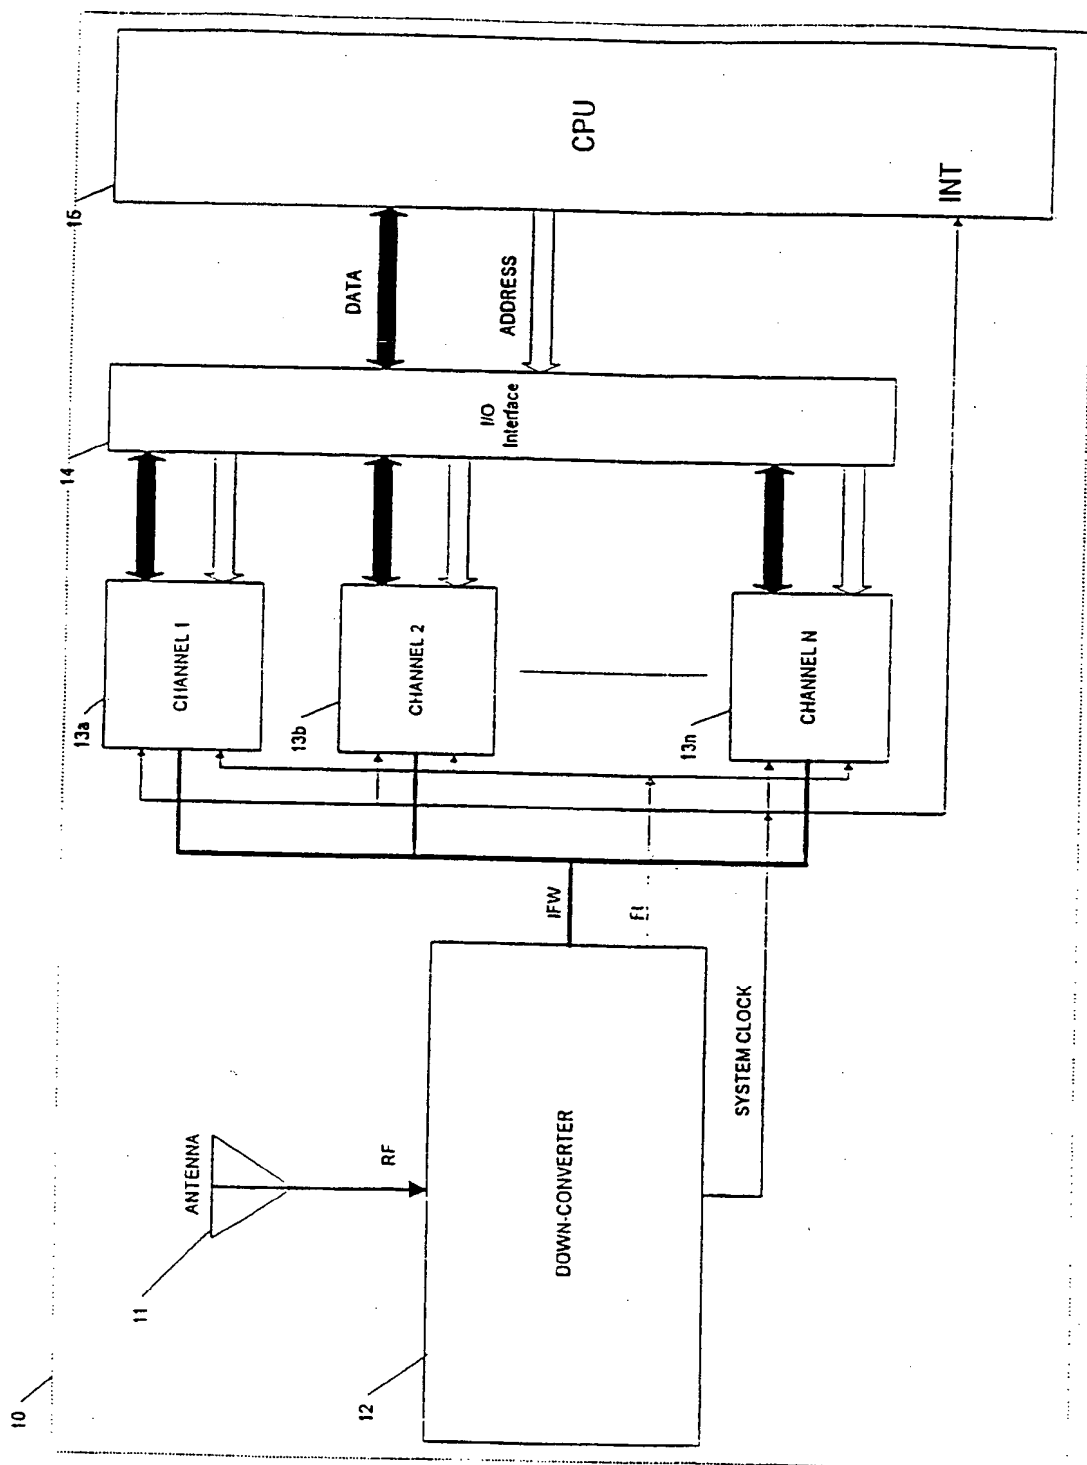 10
11
ANTENNA
RF
12
DOWN-CONVERTER
SYSTEM CLOCK
IFW
13a
CHANNEL 1
13b
CHANNEL 2
13n
CHANNEL N
14
I/O
Interface
DATA
ADDRESS
CPU
INT